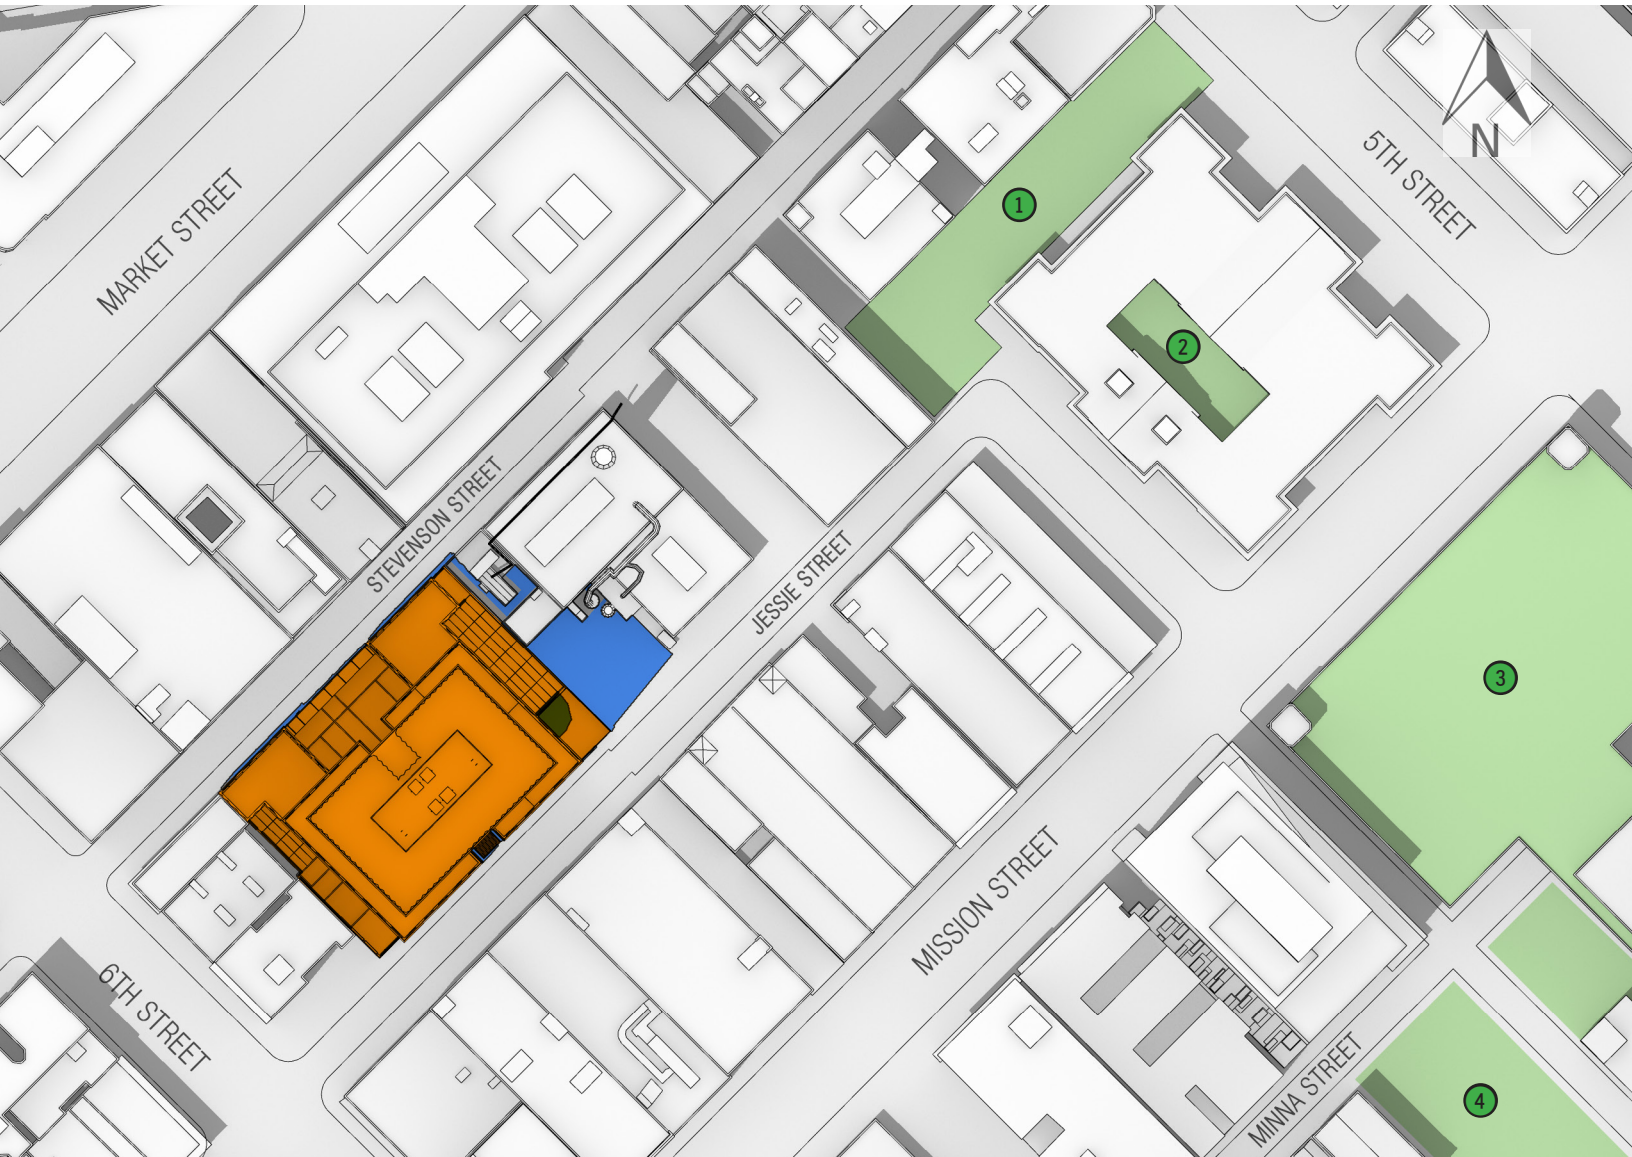 MARKET STREET
5TH STREET
N
1
2
STEVENSON STREET
JESSIE STREET
3
MISSION STREET
6TH STREET
MINNA STREET
4